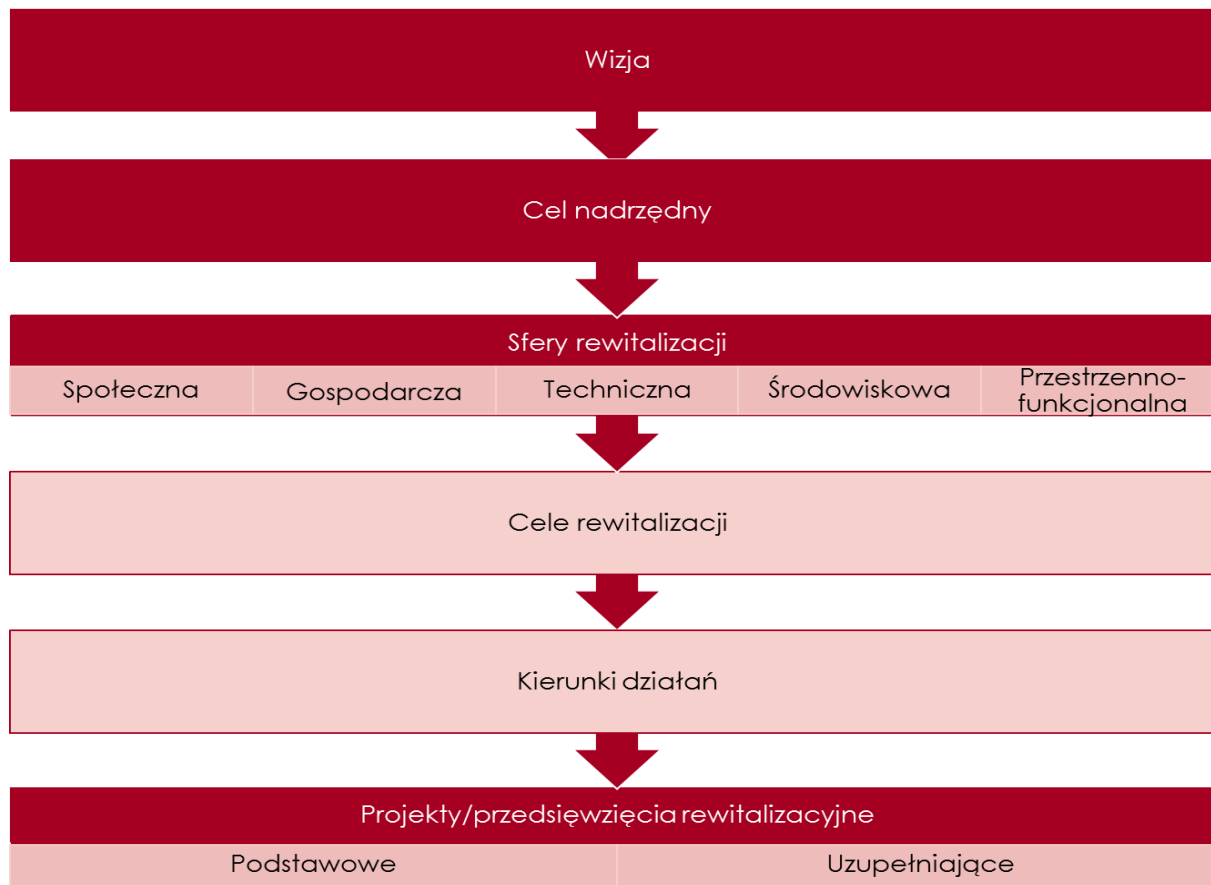 Wizja
Cel nadrzędny
Sfery rewitalizacji
Społeczna
Gospodarcza
Techniczna
Środowiskowa
Przestrzenno-
funkcjonalna
Cele rewitalizacji
Kierunki działań
Projekty/przedsięwzięcia rewitalizacyjne
Podstawowe
Uzupełniające